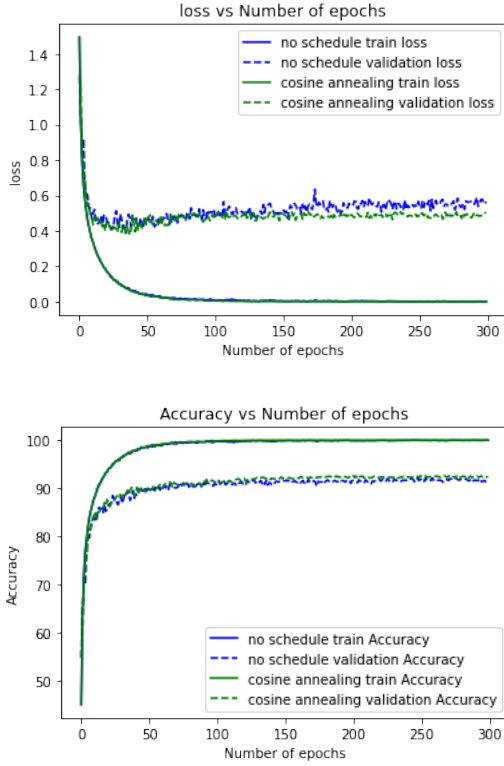 loss vs Number of epochs
no schedule train loss
no schedule validation loss
cosine annealing train loss
cosine annealing validation loss
loss
1.4
1.2
1.0
0.8
0.6
0.4
0.2
0.0
0 50 100 150 200 250 300
Number of epochs
Accuracy vs Number of epochs
Accuracy
100
90
80
70
60
50
no schedule train Accuracy
no schedule validation Accuracy
cosine annealing train Accuracy
cosine annealing validation Accuracy
0 50 100 150 200 250 300
Number of epochs